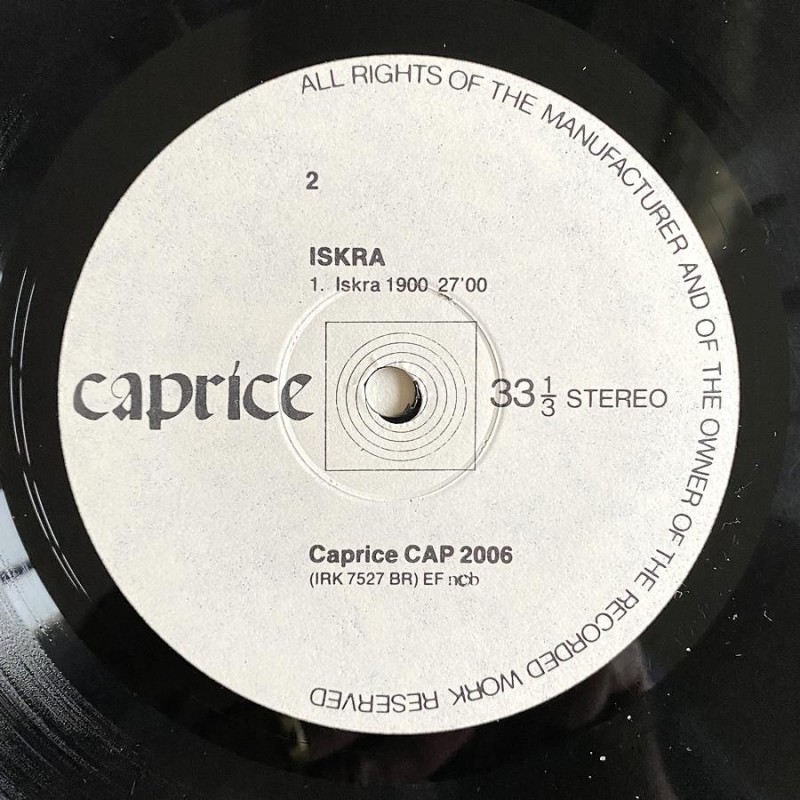 ALL RIGHTS OF THE MANUFACTURER AND OF THE OWNER OF THE RECORDED WORK RESERVED
2
ISKRA
1. Iskra 1900 27'00
caprice
33 1/3 STEREO
Caprice CAP 2006
(IRK 7527 BR) EF ncb